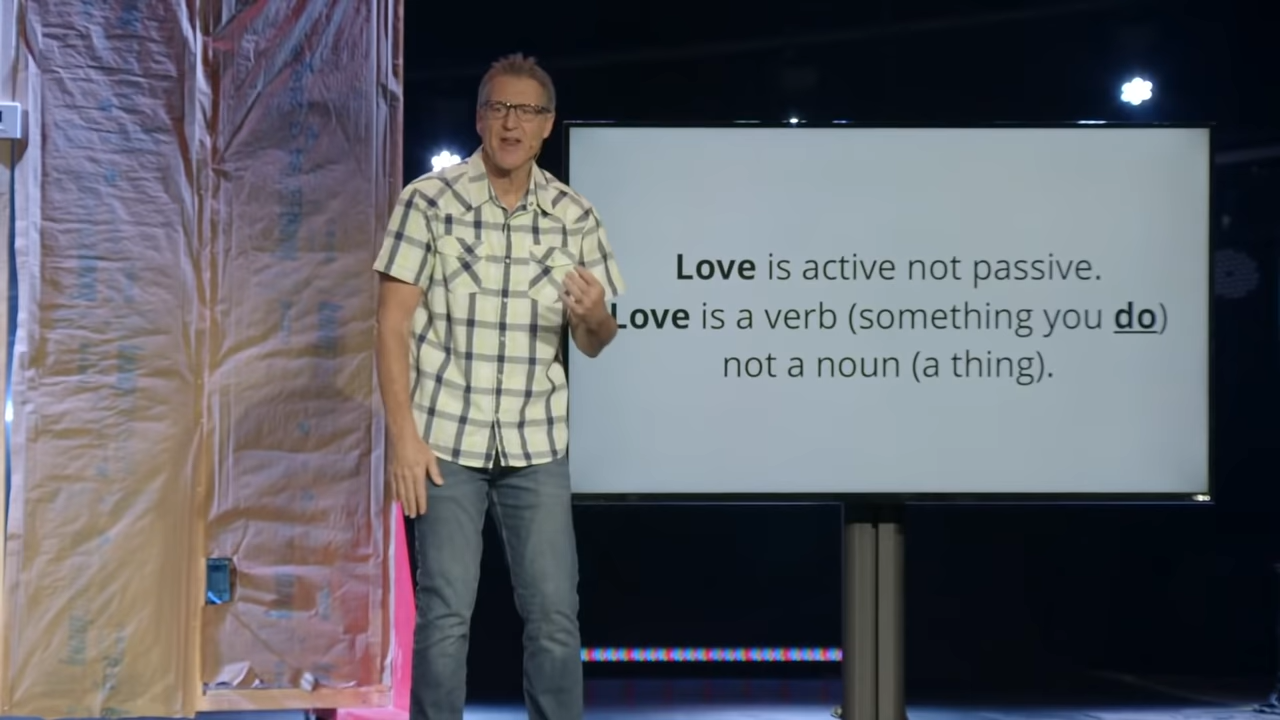 Love is active not passive.
Love is a verb (something you do)
not a noun (a thing).